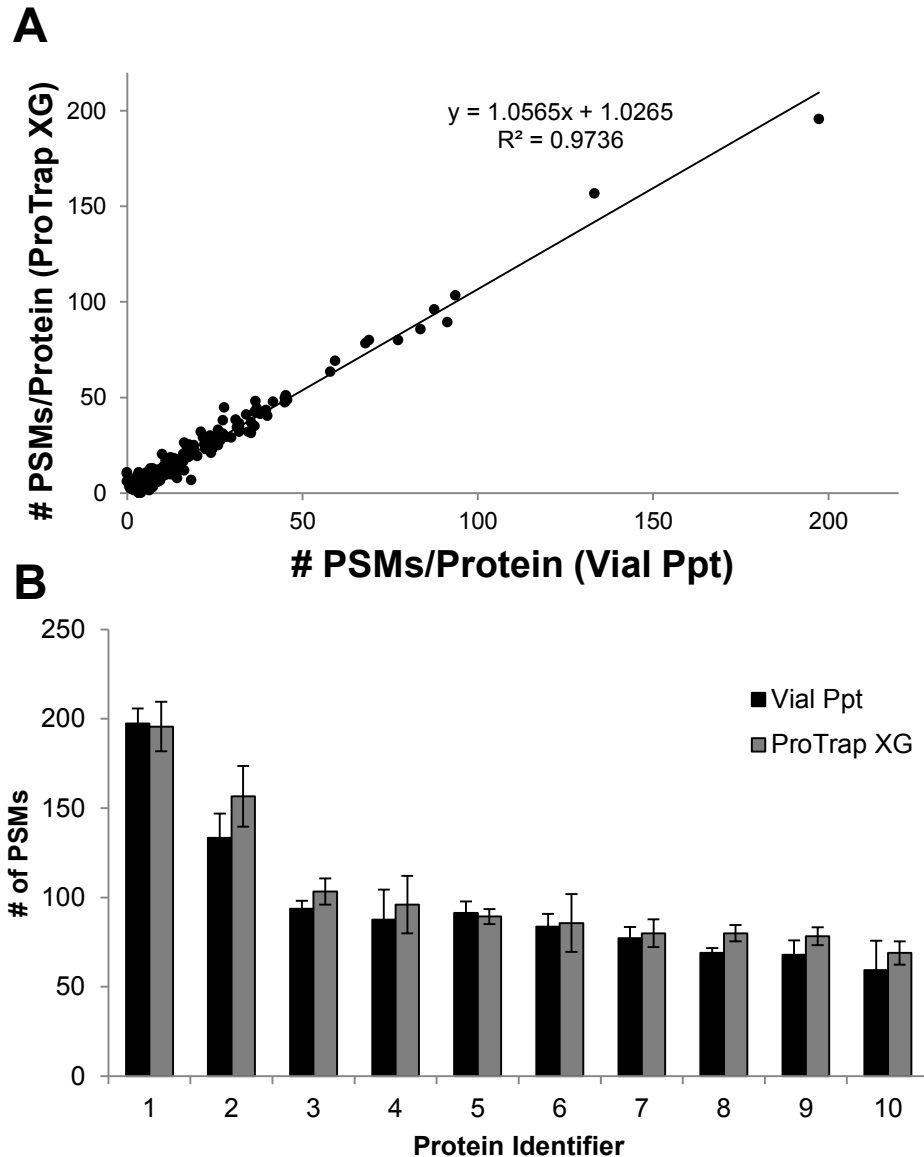 A
# PSMs/Protein (ProTrap XG)
200
150
100
50
0
y = 1.0565x + 1.0265
R² = 0.9736
0 50 100 150 200
# PSMs/Protein (Vial Ppt)
B
# of PSMs
250
200
150
100
50
0
Vial Ppt
ProTrap XG
1 2 3 4 5 6 7 8 9 10
Protein Identifier